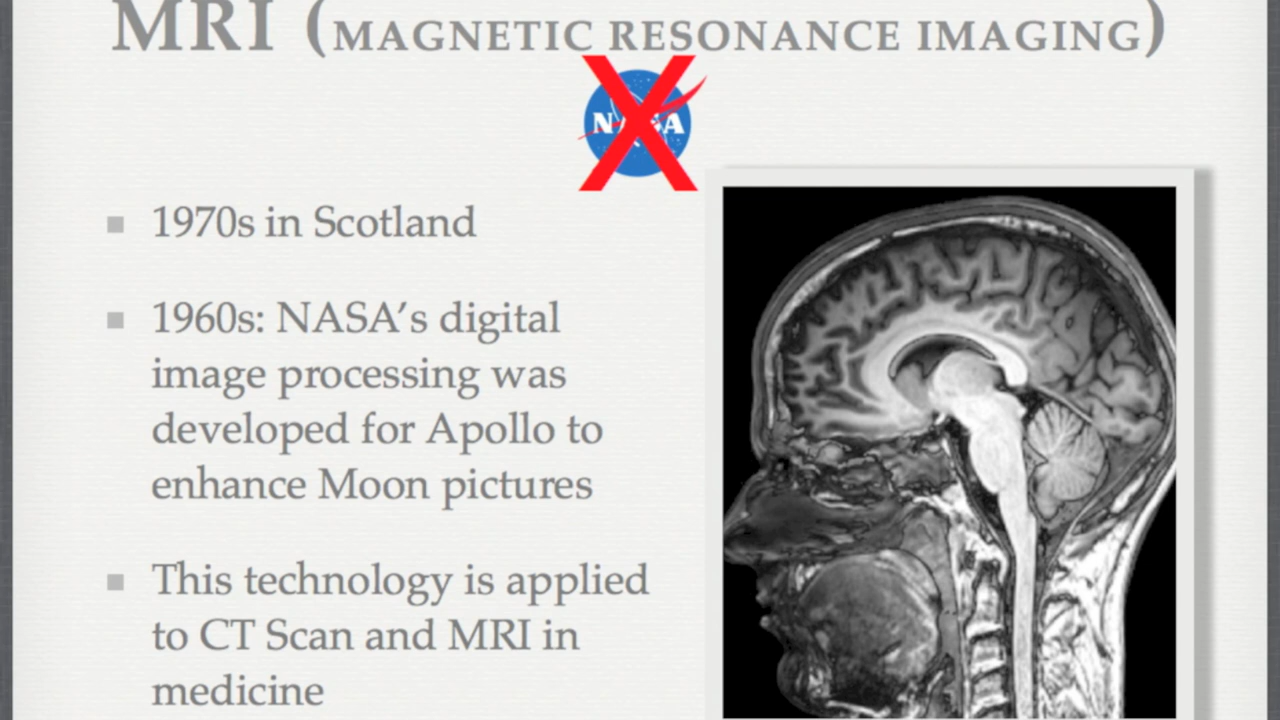 MRI (MAGNETIC RESONANCE IMAGING)
NASA
1970s in Scotland
1960s: NASA’s digital
image processing was
developed for Apollo to
enhance Moon pictures
This technology is applied
to CT Scan and MRI in
medicine